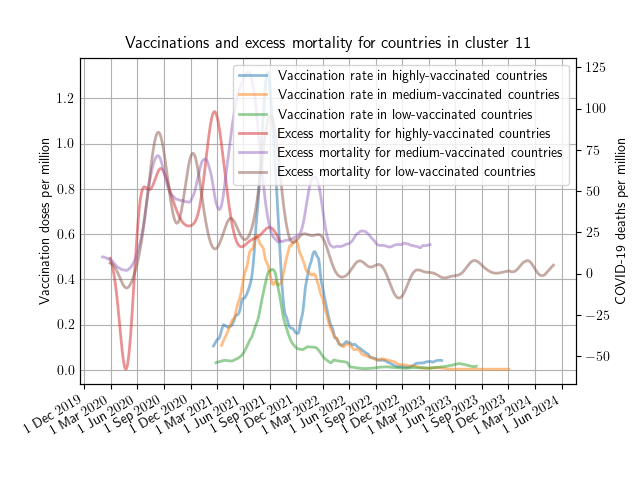 Vaccinations and excess mortality for countries in cluster 11
Vaccination rate in highly-vaccinated countries
Vaccination rate in medium-vaccinated countries
Vaccination rate in low-vaccinated countries
Excess mortality for highly-vaccinated countries
Excess mortality for medium-vaccinated countries
Excess mortality for low-vaccinated countries
Vaccination doses per million
1.2
1.0
0.8
0.6
0.4
0.2
0.0
COVID-19 deaths per million
125
100
75
50
25
0
−25
−50
1 Dec 2019
1 Mar 2020
1 Jun 2020
1 Sep 2020
1 Dec 2020
1 Mar 2021
1 Jun 2021
1 Sep 2021
1 Dec 2021
1 Mar 2022
1 Jun 2022
1 Sep 2022
1 Dec 2022
1 Mar 2023
1 Jun 2023
1 Sep 2023
1 Dec 2023
1 Mar 2024
1 Jun 2024